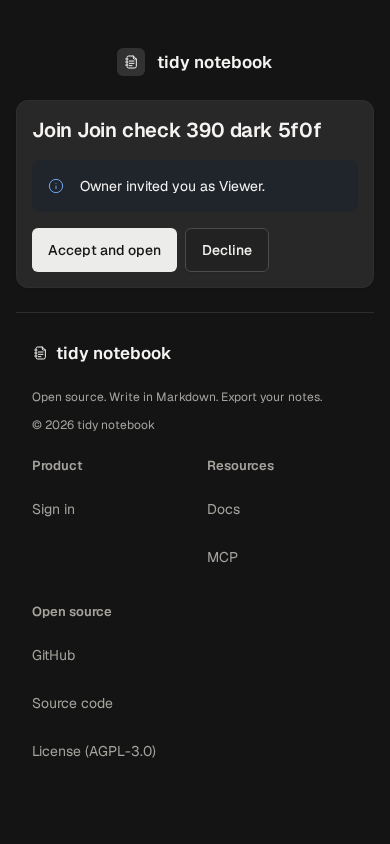 tidy notebook
Join Join check 390 dark 5f0f
Owner invited you as Viewer.
Accept and open
Decline
tidy notebook
Open source. Write in Markdown. Export your notes.
© 2026 tidy notebook
Product
Sign in
Resources
Docs
MCP
Open source
GitHub
Source code
License (AGPL-3.0)